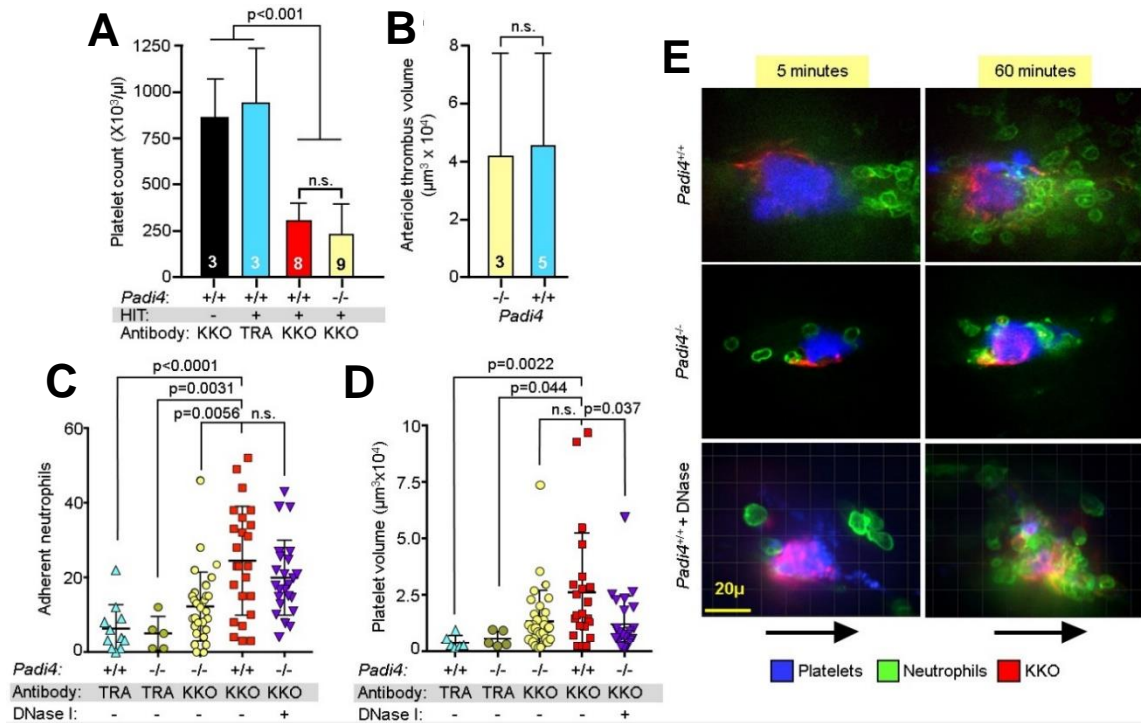 A
p<0.001
Platelet count (X10³/µl)
1250
1000
750
500
250
0
n.s.
3
3
8
9
Padi4: +/+ +/+ +/+ -/-
HIT: - + + +
Antibody: KKO TRA KKO KKO
B
n.s.
Arteriole thrombus volume
(µm³ x 10⁴)
8
6
4
2
0
3
5
-/- +/+
Padi4
C
p<0.0001
p=0.0031
p=0.0056
n.s.
Adherent neutrophils
60
40
20
0
Padi4: +/+ -/- -/- +/+ -/-
Antibody: TRA TRA KKO KKO KKO
DNase I: - - - - +
D
p=0.0022
p=0.044
n.s.
p=0.037
Platelet volume (µm³x10⁴)
10
7.5
5
2.5
0
Padi4: +/+ -/- -/- +/+ -/-
Antibody: TRA TRA KKO KKO KKO
DNase I: - - - - +
E
5 minutes
60 minutes
Padi4+/+
Padi4-/-
Padi4+/+ + DNase
20µ
Platelets
Neutrophils
KKO